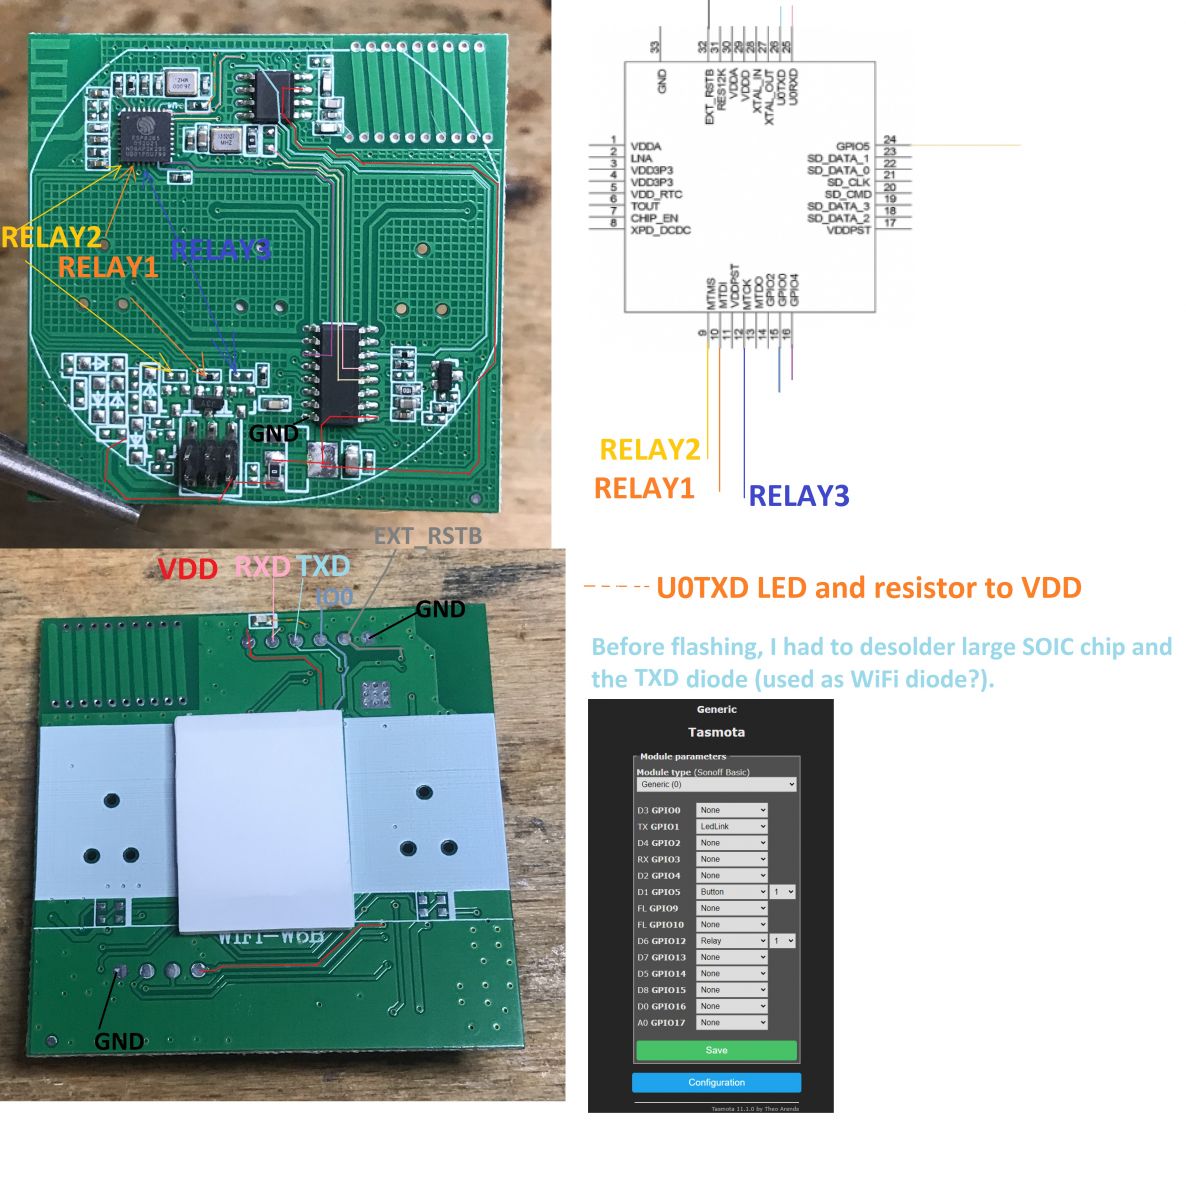 RELAY2
RELAY1
RELAY3
GND
33
GND
32
31
30
29
28
27
26
25
EXT_RSTB
RES12K
VDDA
VDDD
XTAL_IN
XTAL_OUT
U0TXD
U0RXD
1
2
3
4
5
6
7
8
VDDA
LNA
VDD3P3
VDD3P3
VDD_RTC
TOUT
CHIP_EN
XPD_DCDC
24
23
22
21
20
19
18
17
GPIO5
SD_DATA_1
SD_DATA_0
SD_CLK
SD_CMD
SD_DATA_3
SD_DATA_2
VDDPST
MTMS
MTDI
VDDPST
MTCK
MTDO
GPIO2
GPIO0
GPIO4
9
10
11
12
13
14
15
16
RELAY2
RELAY1
RELAY3
EXT_RSTB
VDD RXD TXD
IO0
GND
WIFI-W6B
GND
U0TXD LED and resistor to VDD
Before flashing, I had to desolder large SOIC chip and
the TXD diode (used as WiFi diode?).
Generic
Tasmota
Module parameters
Module type (Sonoff Basic)
Generic (0)
D3 GPIO0 None
TX GPIO1 LedLink
D4 GPIO2 None
RX GPIO3 None
D2 GPIO4 None
D1 GPIO5 Button 1
FL GPIO9 None
FL GPIO10 None
D6 GPIO12 Relay 1
D7 GPIO13 None
D5 GPIO14 None
D8 GPIO15 None
D0 GPIO16 None
A0 GPIO17 None
Save
Configuration
Tasmota 11.1.0 by Theo Arends